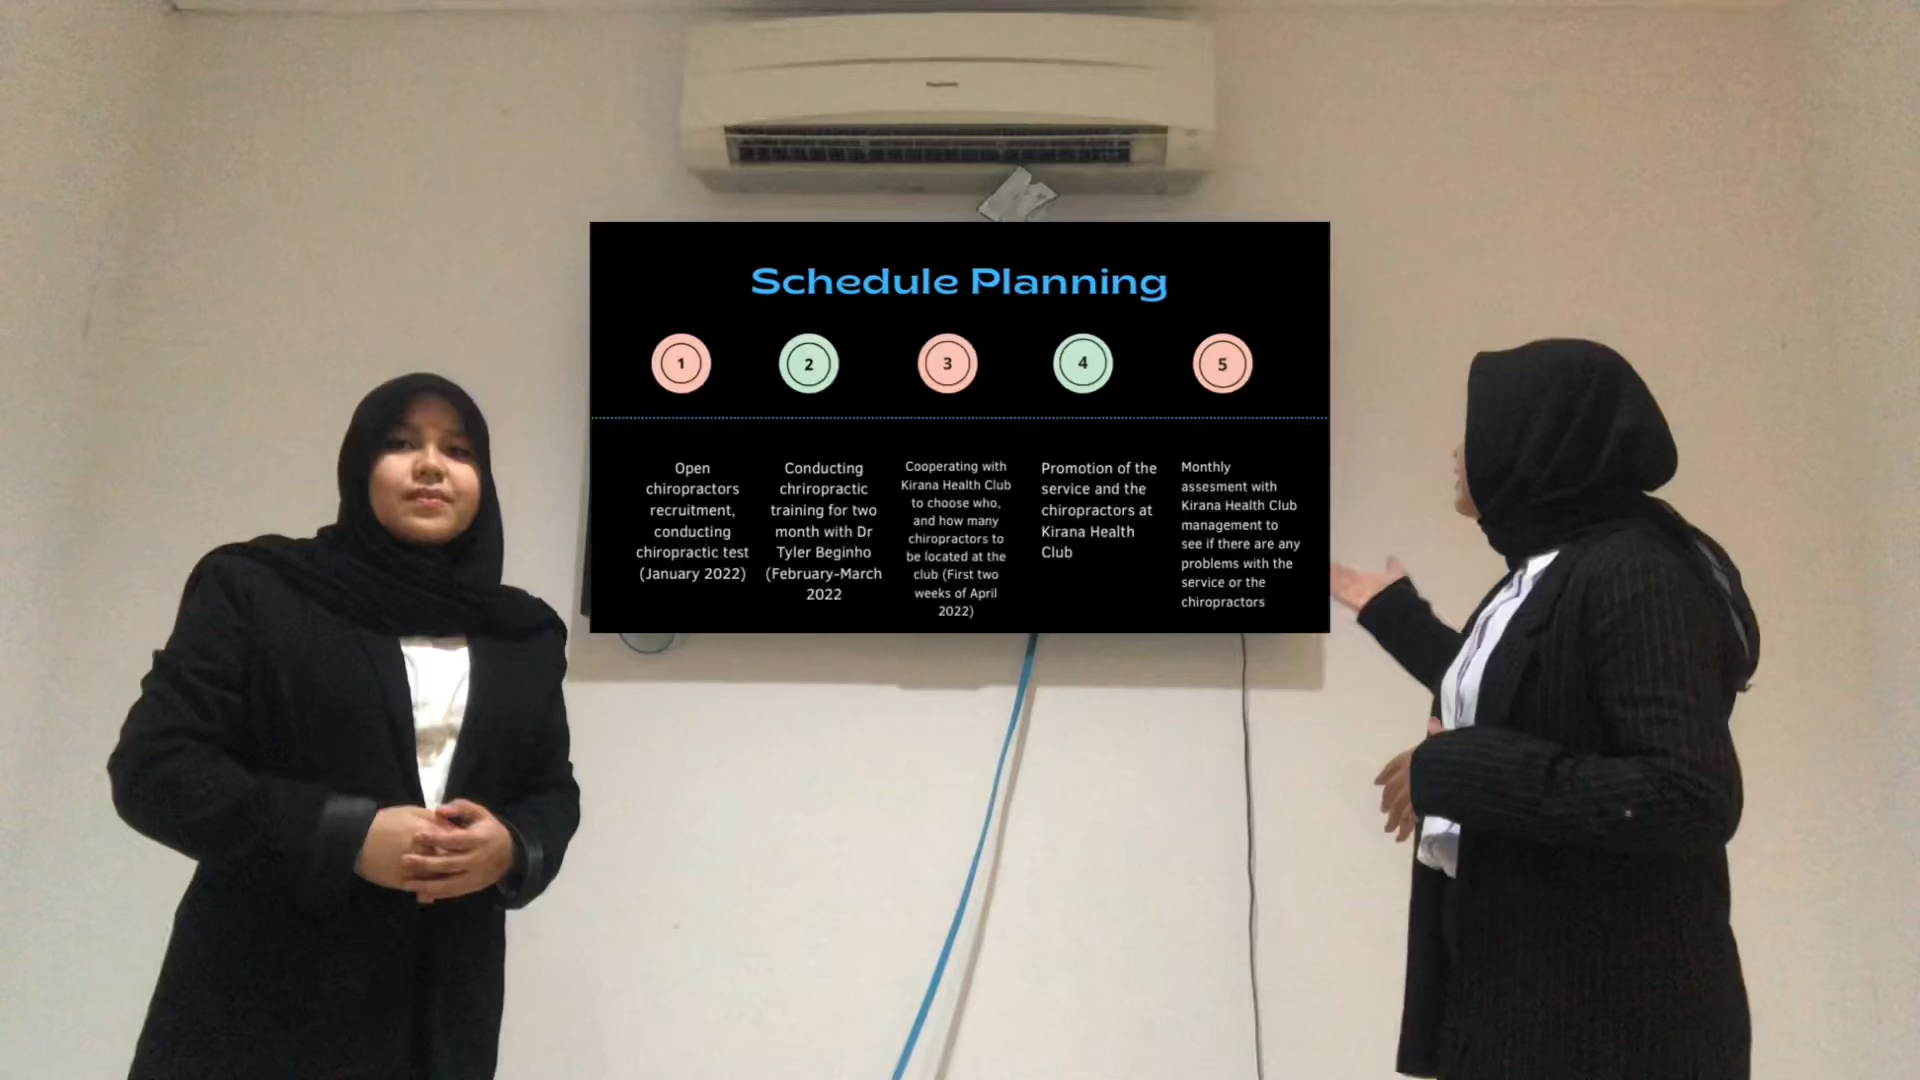 Schedule Planning
1
2
3
4
5
Open
chiropractors
recruitment,
conducting
chiropractic test
(January 2022)
Conducting
chriropractic
training for two
month with Dr
Tyler Beginho
(February-March
2022
Cooperating with
Kirana Health Club
to choose who,
and how many
chiropractors to
be located at the
club (First two
weeks of April
2022)
Promotion of the
service and the
chiropractors at
Kirana Health
Club
Monthly
assesment with
Kirana Health Club
management to
see if there are any
problems with the
service or the
chiropractors